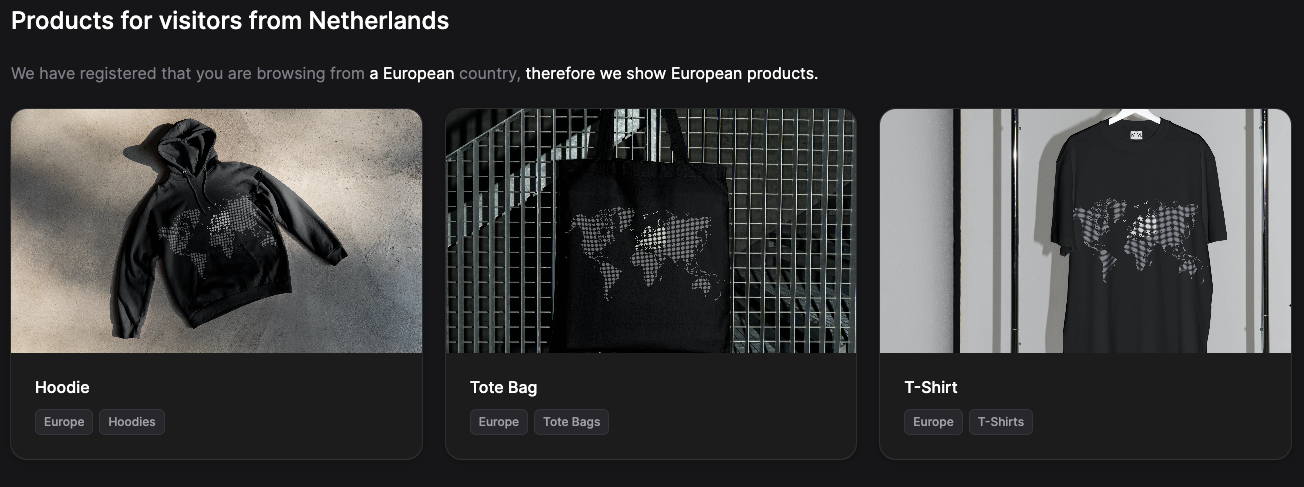 Products for visitors from Netherlands
We have registered that you are browsing from a European country, therefore we show European products.
Hoodie
Europe
Hoodies
Tote Bag
Europe
Tote Bags
T-Shirt
Europe
T-Shirts